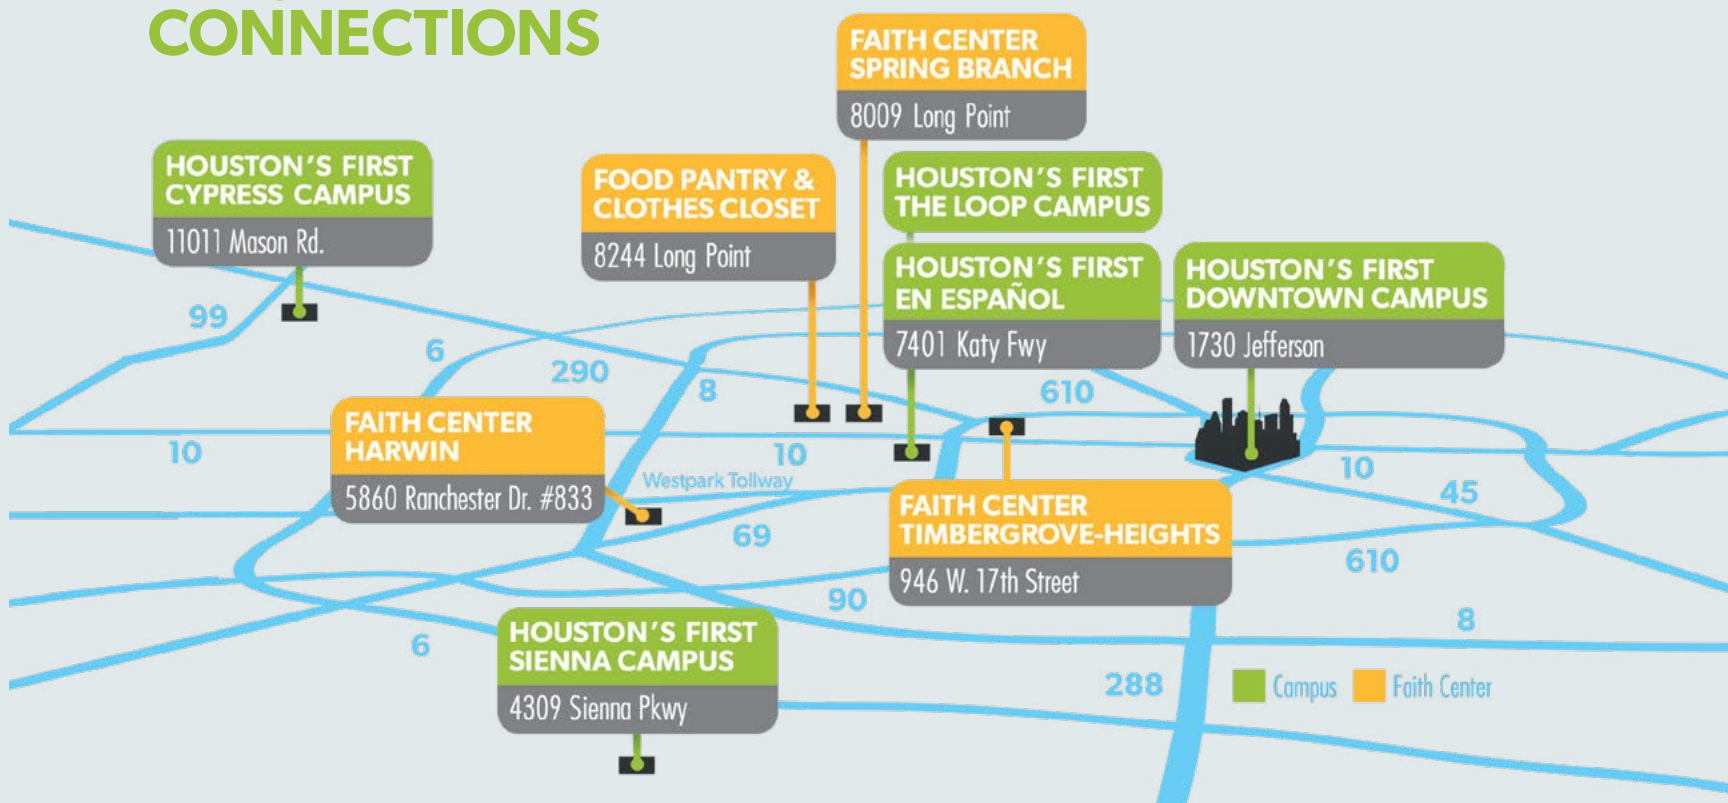 CONNECTIONS
FAITH CENTER
SPRING BRANCH
8009 Long Point
HOUSTON'S FIRST
CYPRESS CAMPUS
11011 Mason Rd.
FOOD PANTRY &
CLOTHES CLOSET
8244 Long Point
HOUSTON'S FIRST
THE LOOP CAMPUS
HOUSTON'S FIRST
EN ESPAÑOL
7401 Katy Fwy
HOUSTON'S FIRST
DOWNTOWN CAMPUS
1730 Jefferson
99
6
290
8
610
FAITH CENTER
HARWIN
5860 Ranchester Dr. #833
10
10
Westpark Tollway
10
45
69
FAITH CENTER
TIMBERGROVE-HEIGHTS
946 W. 17th Street
610
90
8
6
HOUSTON'S FIRST
SIENNA CAMPUS
4309 Sienna Pkwy
288
Campus
Faith Center